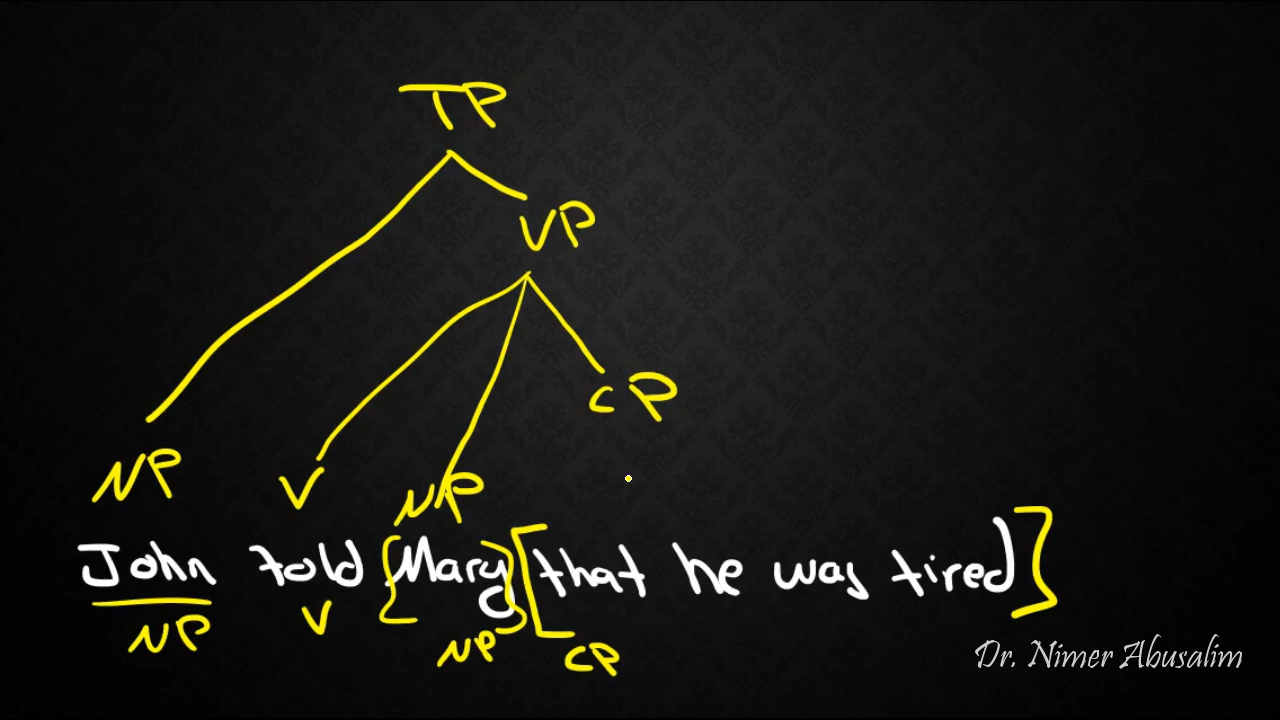 TP
VP
CP
NP V NP
John told [Mary] [that he was tired]
NP V NP CP
Dr. Nimer Abusalim